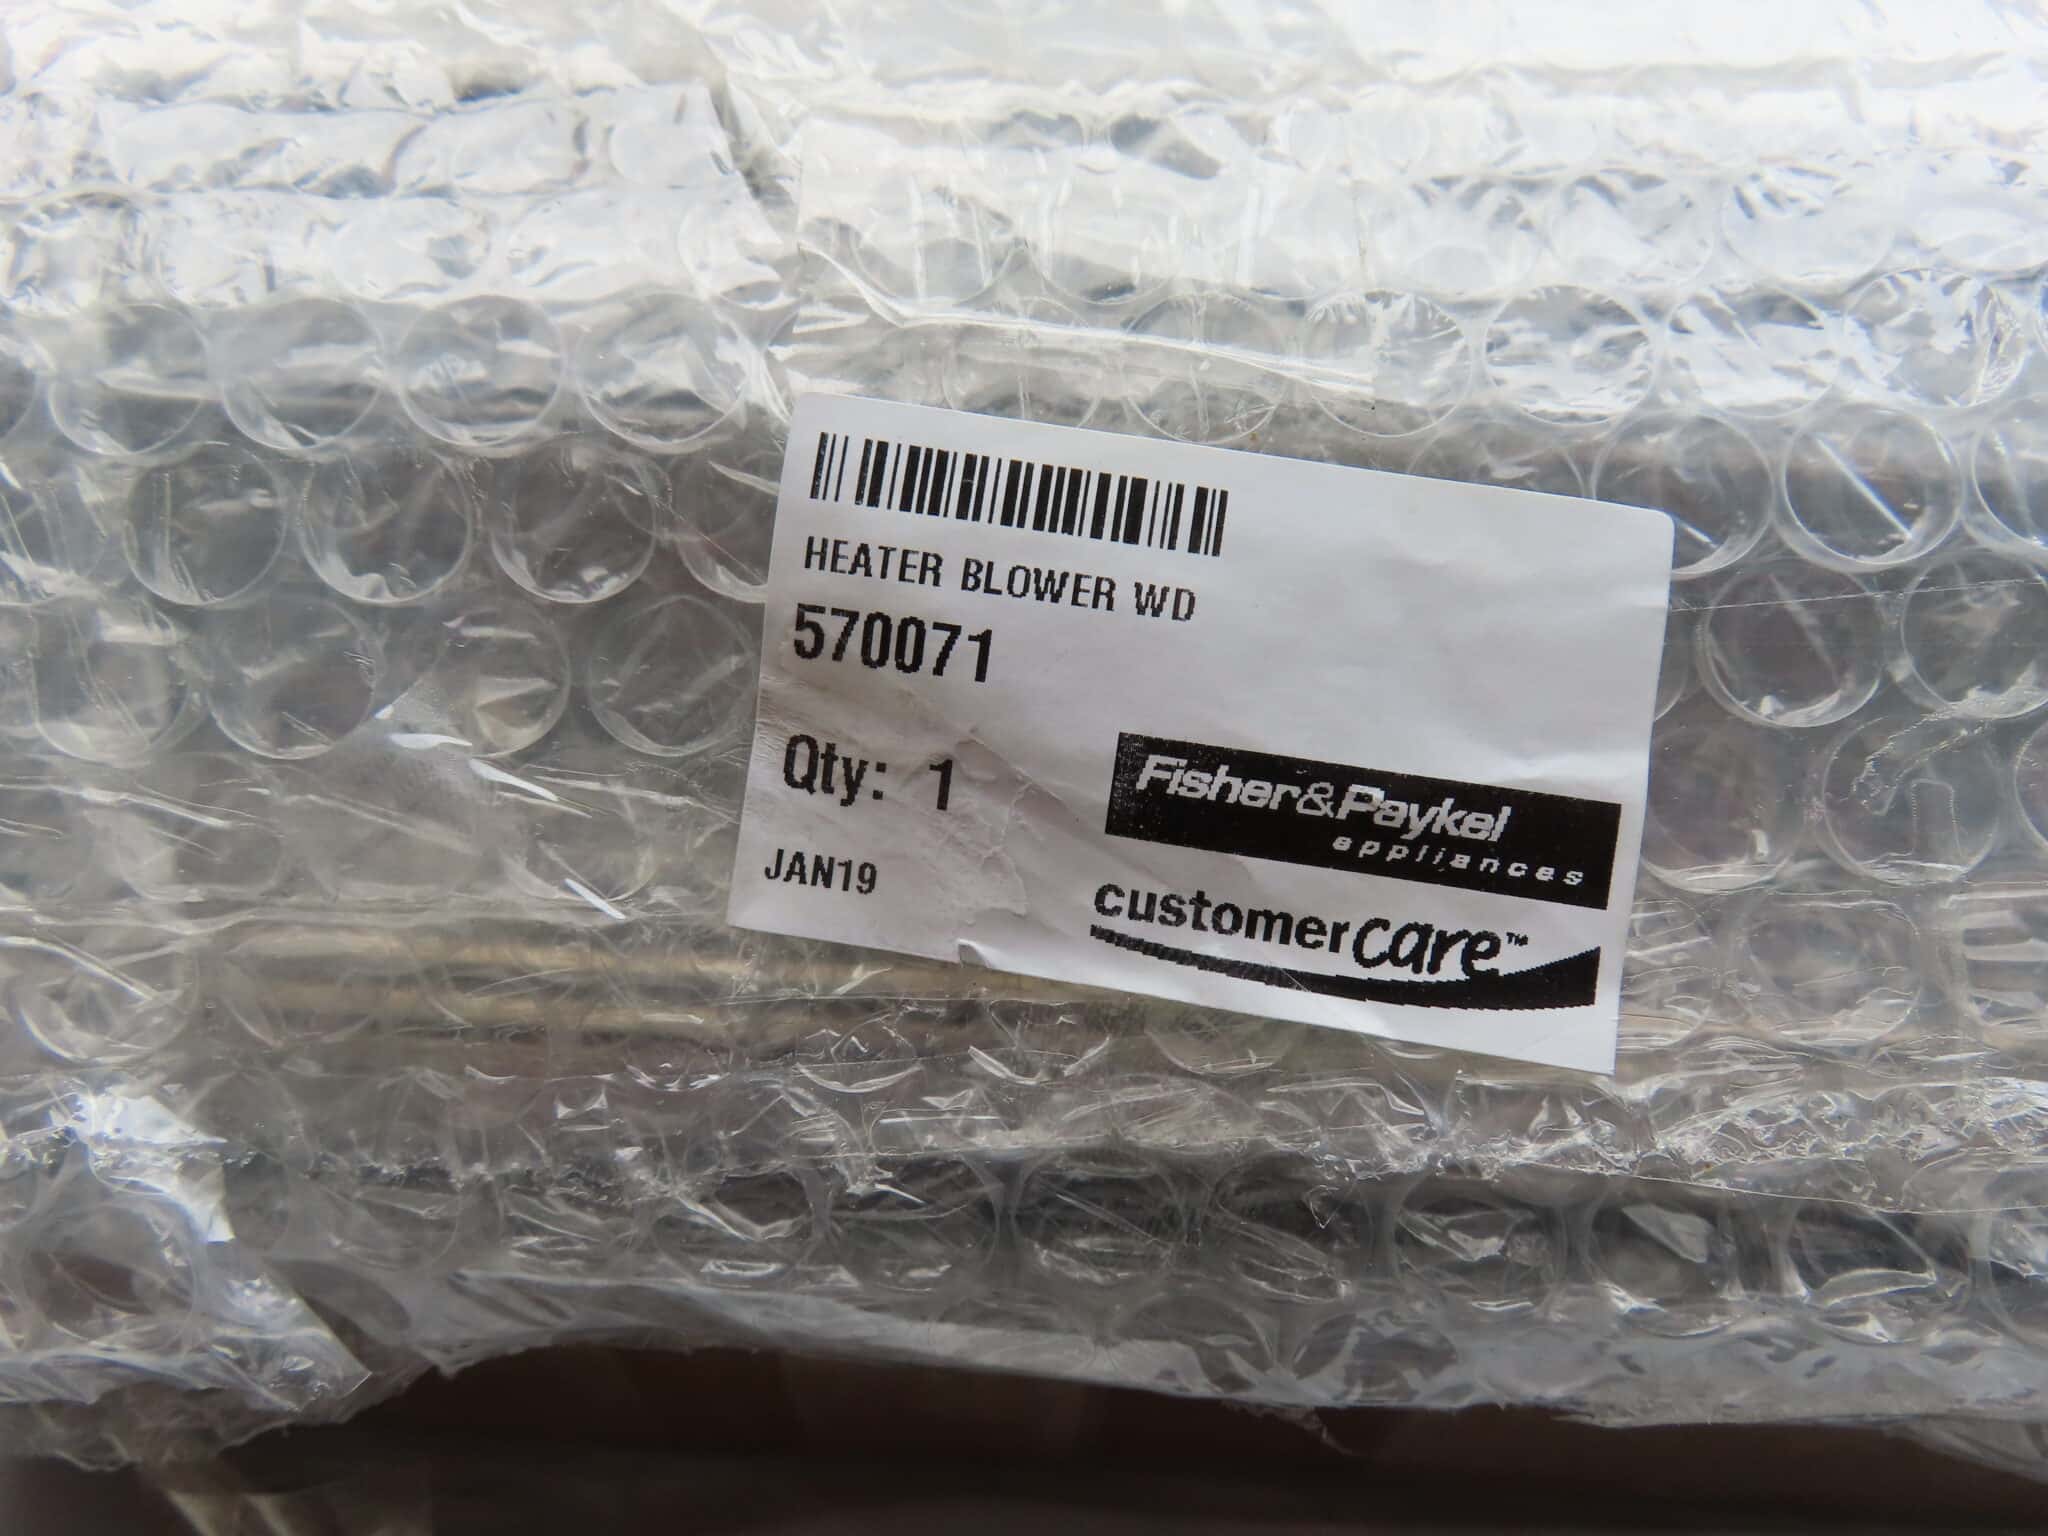 HEATER BLOWER WD
570071
Qty: 1
JAN19
Fisher&Paykel
appliances
customercare™